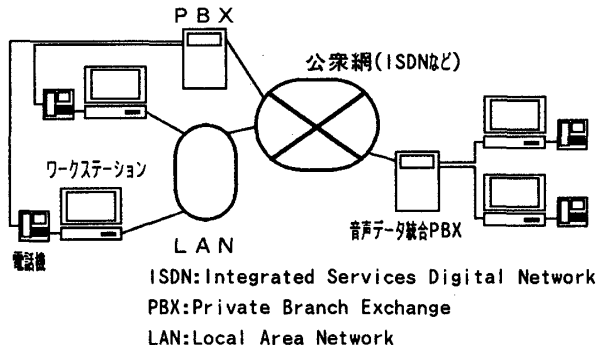 PBX
公衆網(ISDNなど)
ワークステーション
音声データ統合PBX
LAN
電話機
ISDN:Integrated Services Digital Network
PBX:Private Branch Exchange
LAN:Local Area Network